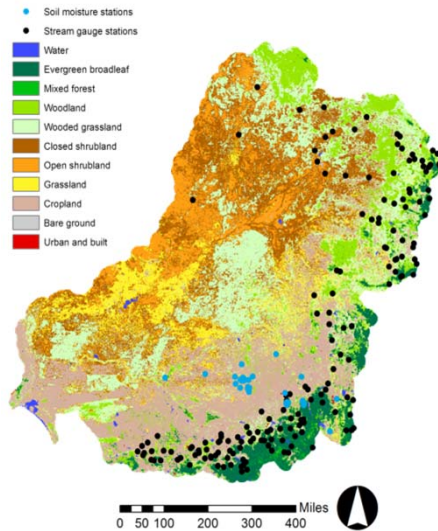 Soil moisture stations
Stream gauge stations
Water
Evergreen broadleaf
Mixed forest
Woodland
Wooded grassland
Closed shrubland
Open shrubland
Grassland
Cropland
Bare ground
Urban and built
Miles
0 50 100 200 300 400